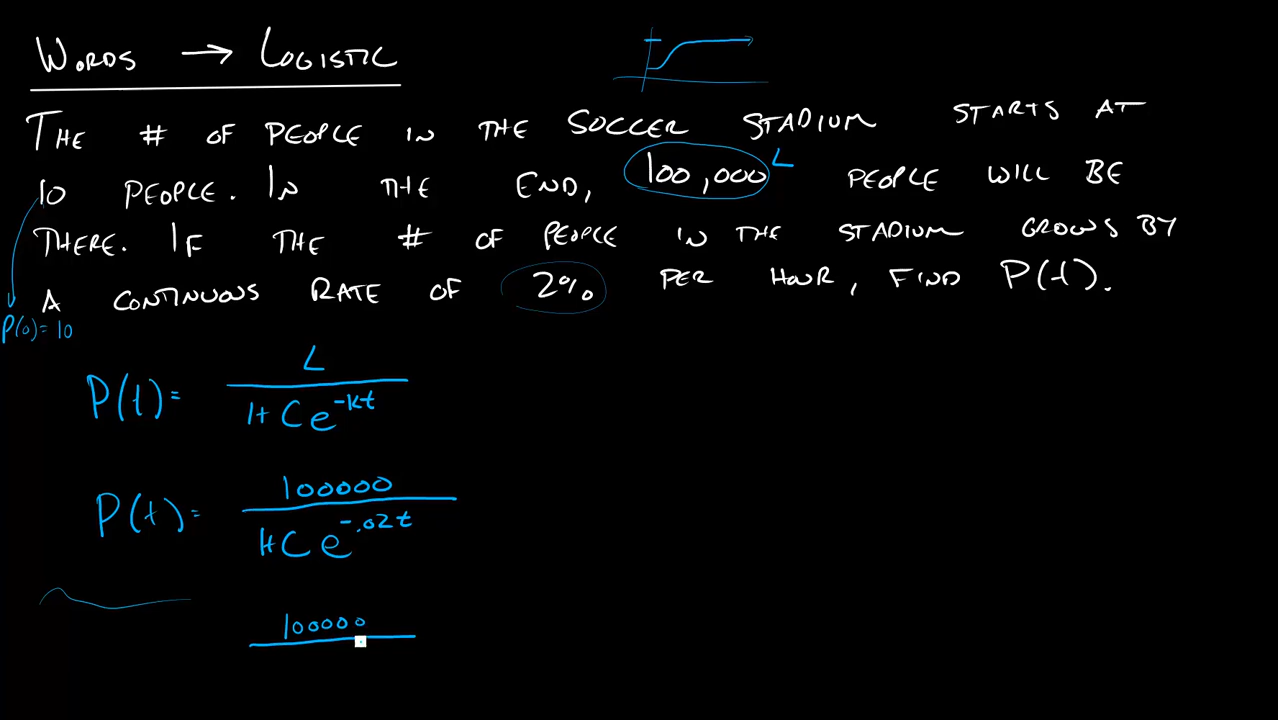 WORDS → LOGISTIC
THE # OF PEOPLE IN THE SOCCER STADIUM STARTS AT
10 PEOPLE. IN THE END, 100,000 L PEOPLE WILL BE
THERE. IF THE # OF PEOPLE IN THE STADIUM GROWS BY
A CONTINUOUS RATE OF 2% PER HOUR, FIND P(t).
P(0)=10
P(t)= L
1+Ce^-kt
P(t)= 100000
1+Ce^-.02t
100000